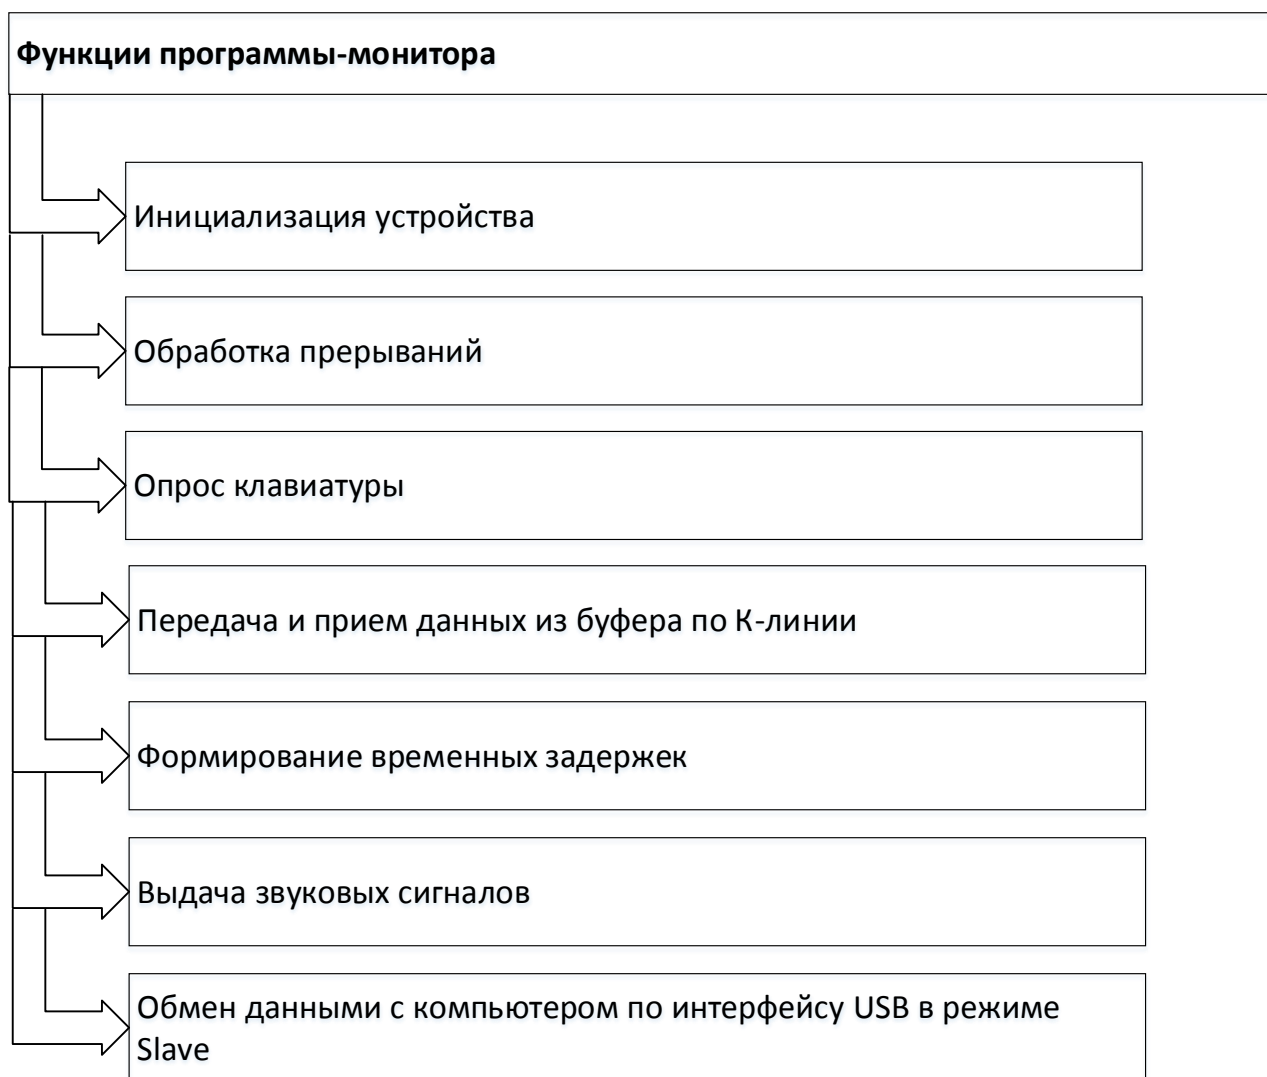 Функции программы-монитора
Инициализация устройства
Обработка прерываний
Опрос клавиатуры
Передача и прием данных из буфера по К-линии
Формирование временных задержек
Выдача звуковых сигналов
Обмен данными с компьютером по интерфейсу USB в режиме
Slave